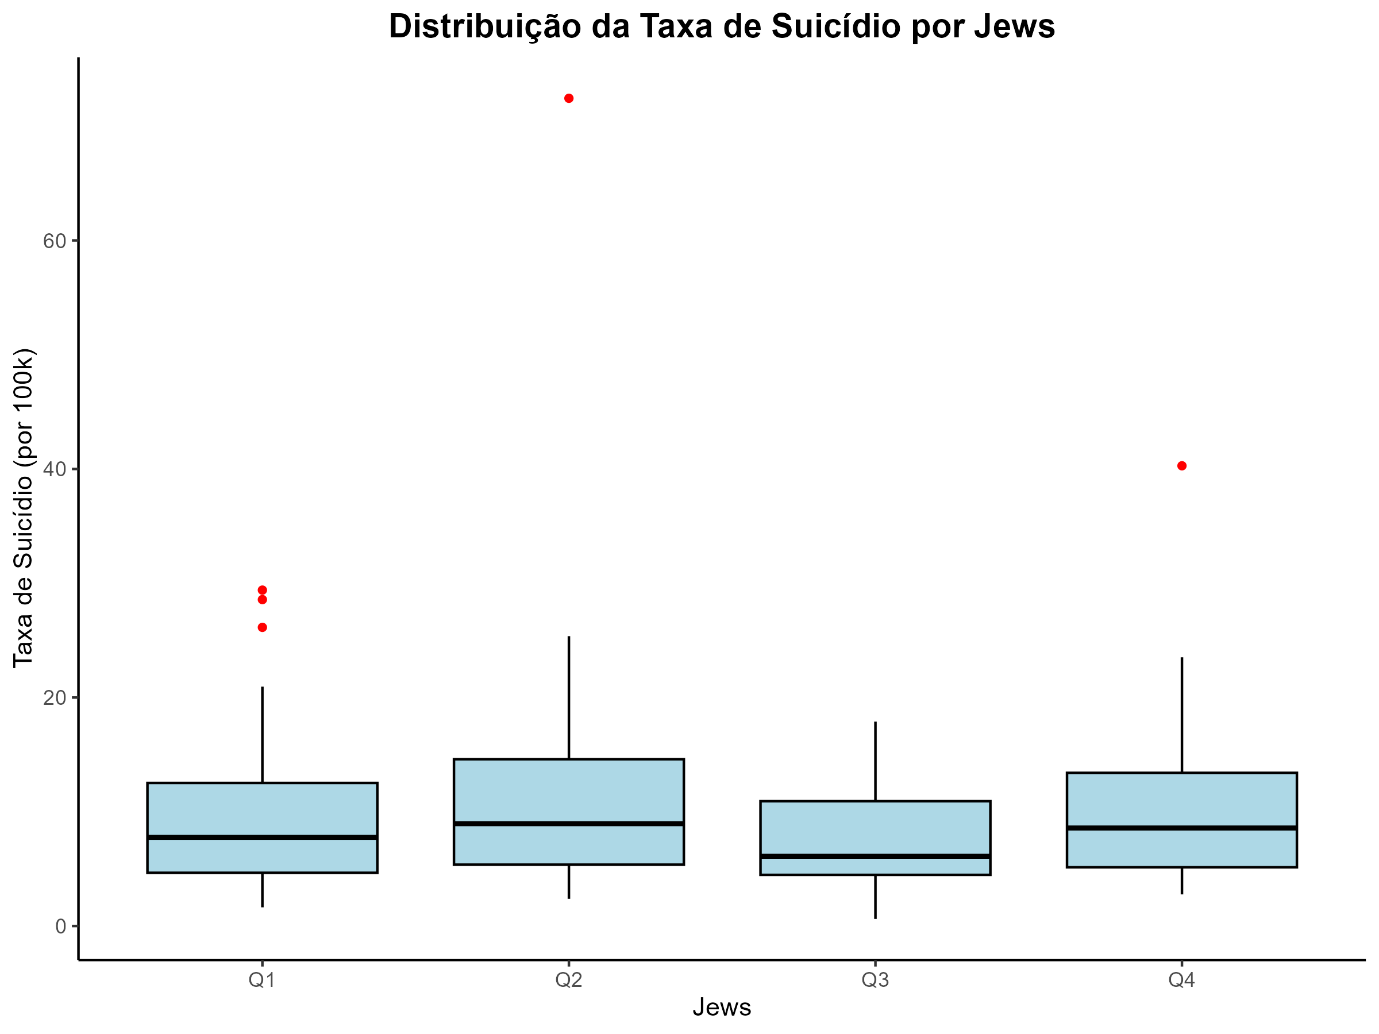 Distribuição da Taxa de Suicídio por Jews
Taxa de Suicídio (por 100k)
60
40
20
0
Q1 Q2 Q3 Q4
Jews